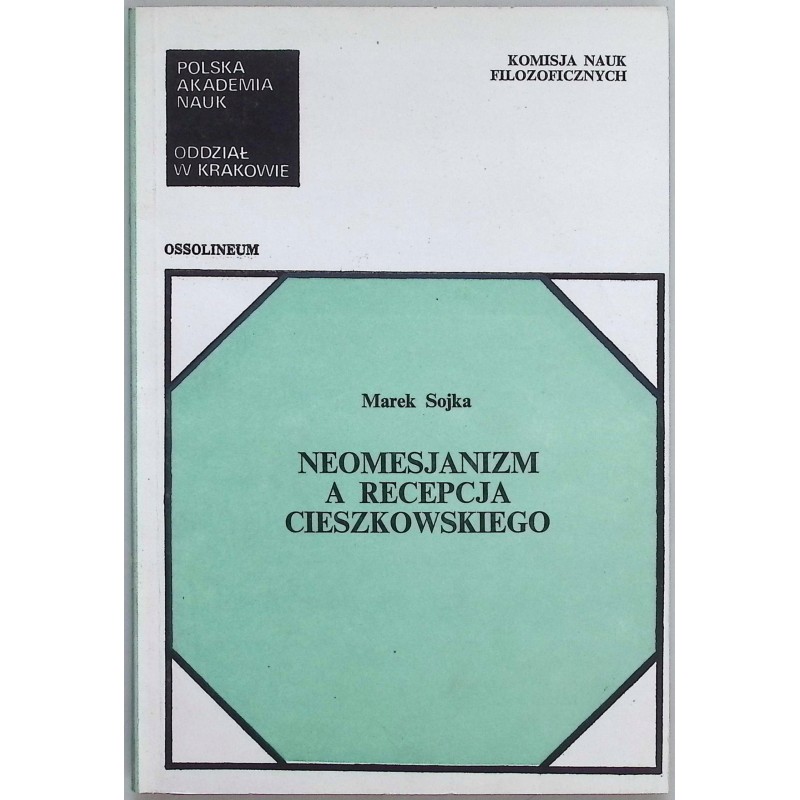 POLSKA
AKADEMIA
NAUK
ODDZIAŁ
W KRAKOWIE
KOMISJA NAUK
FILOZOFICZNYCH
OSSOLINEUM
Marek Sojka
NEOMESJANIZM
A RECEPCJA
CIESZKOWSKIEGO